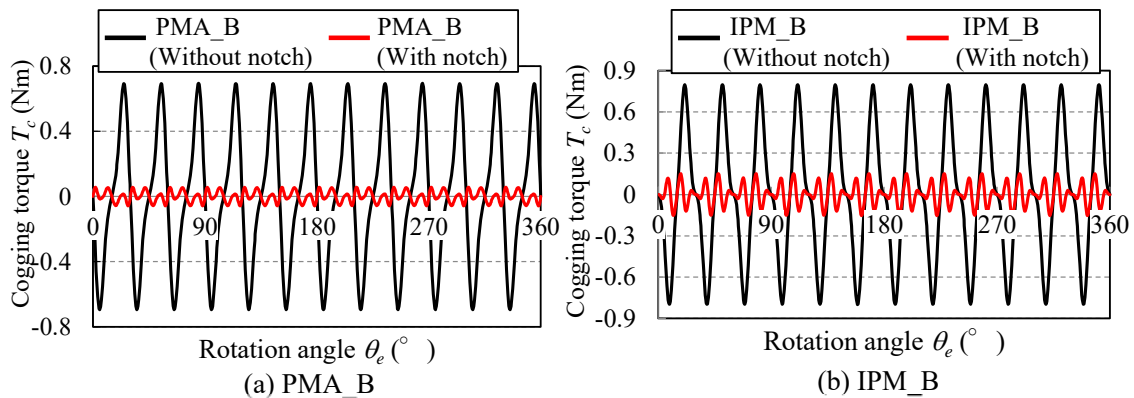 PMA_B PMA_B
(Without notch) (With notch)
0.8
0.4
0
-0.4
-0.8
Cogging torque T_c (Nm)
0 90 180 270 360
Rotation angle θ_e (° )
(a) PMA_B
IPM_B IPM_B
(Without notch) (With notch)
0.9
0.6
0.3
0
-0.3
-0.6
-0.9
Cogging torque T_c (Nm)
0 90 180 270 360
Rotation angle θ_e (° )
(b) IPM_B